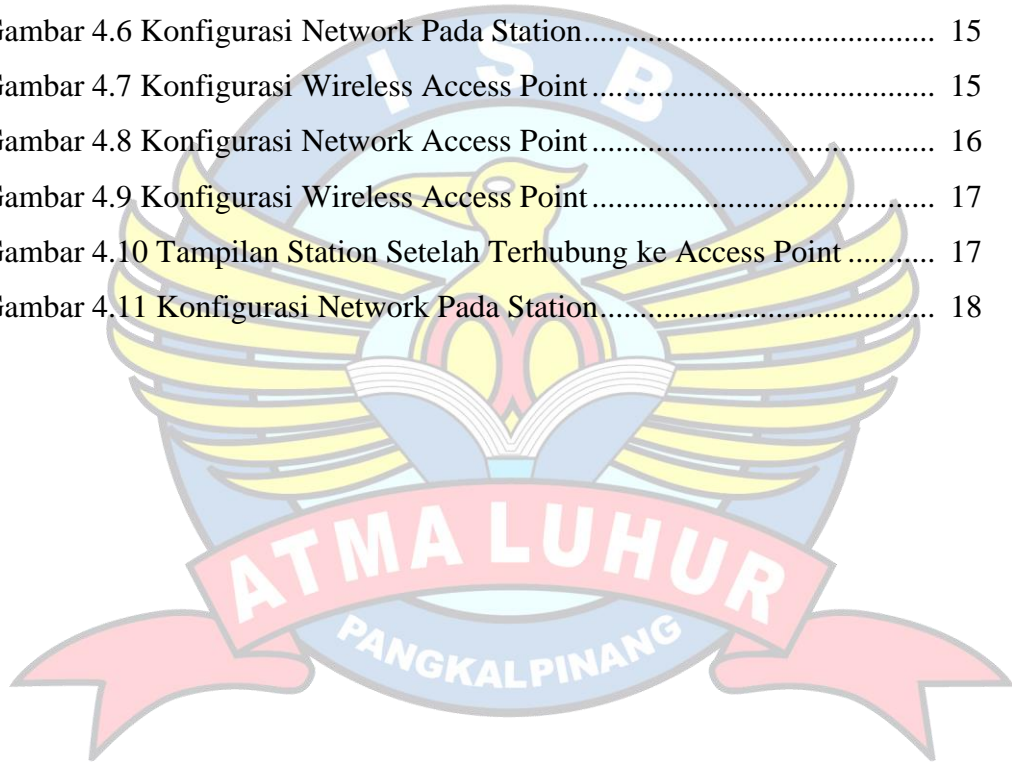 Gambar 4.6 Konfigurasi Network Pada Station............................................ 15
Gambar 4.7 Konfigurasi Wireless Access Point........................................... 15
Gambar 4.8 Konfigurasi Network Access Point........................................... 16
Gambar 4.9 Konfigurasi Wireless Access Point........................................... 17
Gambar 4.10 Tampilan Station Setelah Terhubung ke Access Point........... 17
Gambar 4.11 Konfigurasi Network Pada Station.......................................... 18
I S B
ATMA LUHUR
PANGKALPINANG